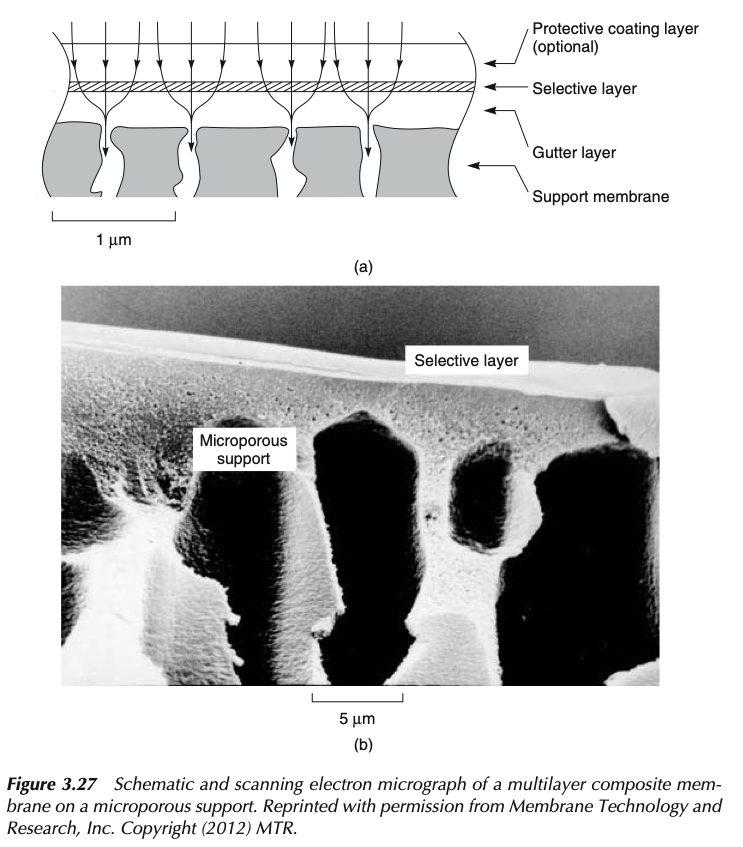 Protective coating layer
(optional)
Selective layer
Gutter layer
Support membrane
1 μm
(a)
Selective layer
Microporous
support
5 μm
(b)
Figure 3.27 Schematic and scanning electron micrograph of a multilayer composite mem-
brane on a microporous support. Reprinted with permission from Membrane Technology and
Research, Inc. Copyright (2012) MTR.